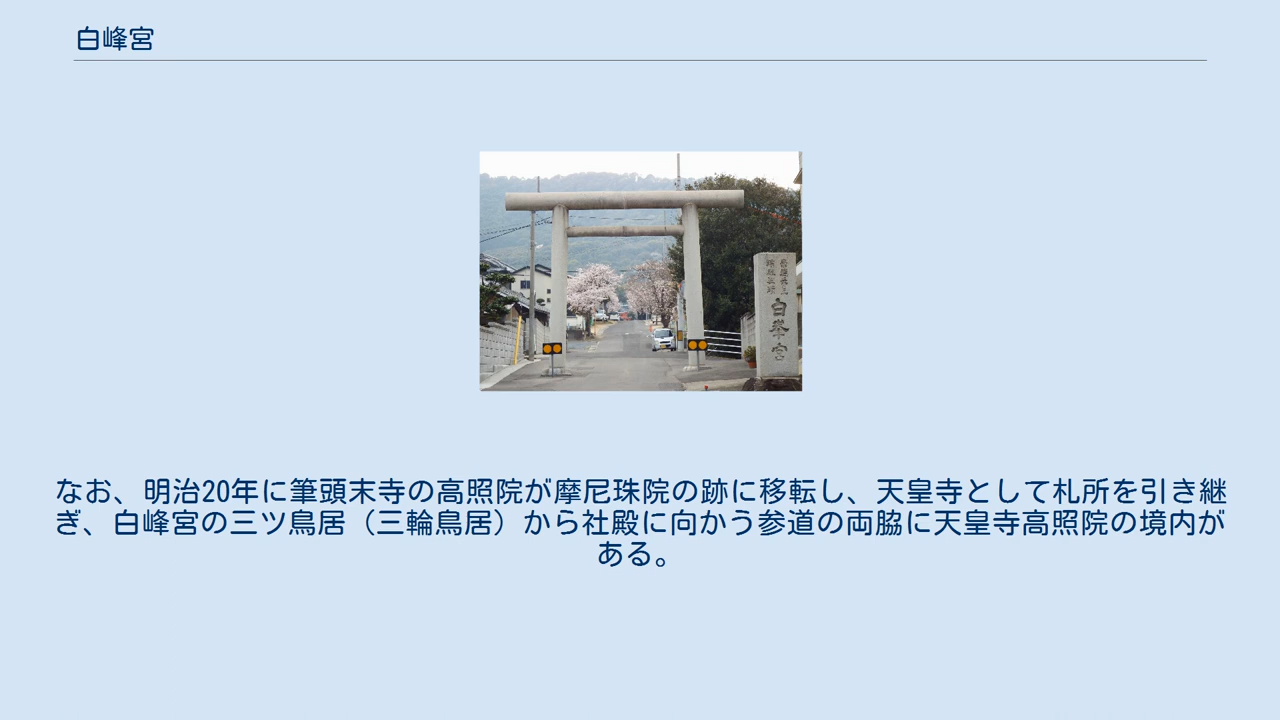 白峰宮
白峯宮
なお、明治20年に筆頭末寺の高照院が摩尼珠院の跡に移転し、天皇寺として札所を引き継
ぎ、白峰宮の三ツ鳥居（三輪鳥居）から社殿に向かう参道の両脇に天皇寺高照院の境内が
ある。